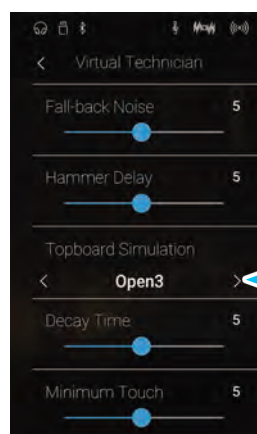 Virtual Technician
Fall-back Noise 5
Hammer Delay 5
Topboard Simulation
Open3
Decay Time 5
Minimum Touch 5